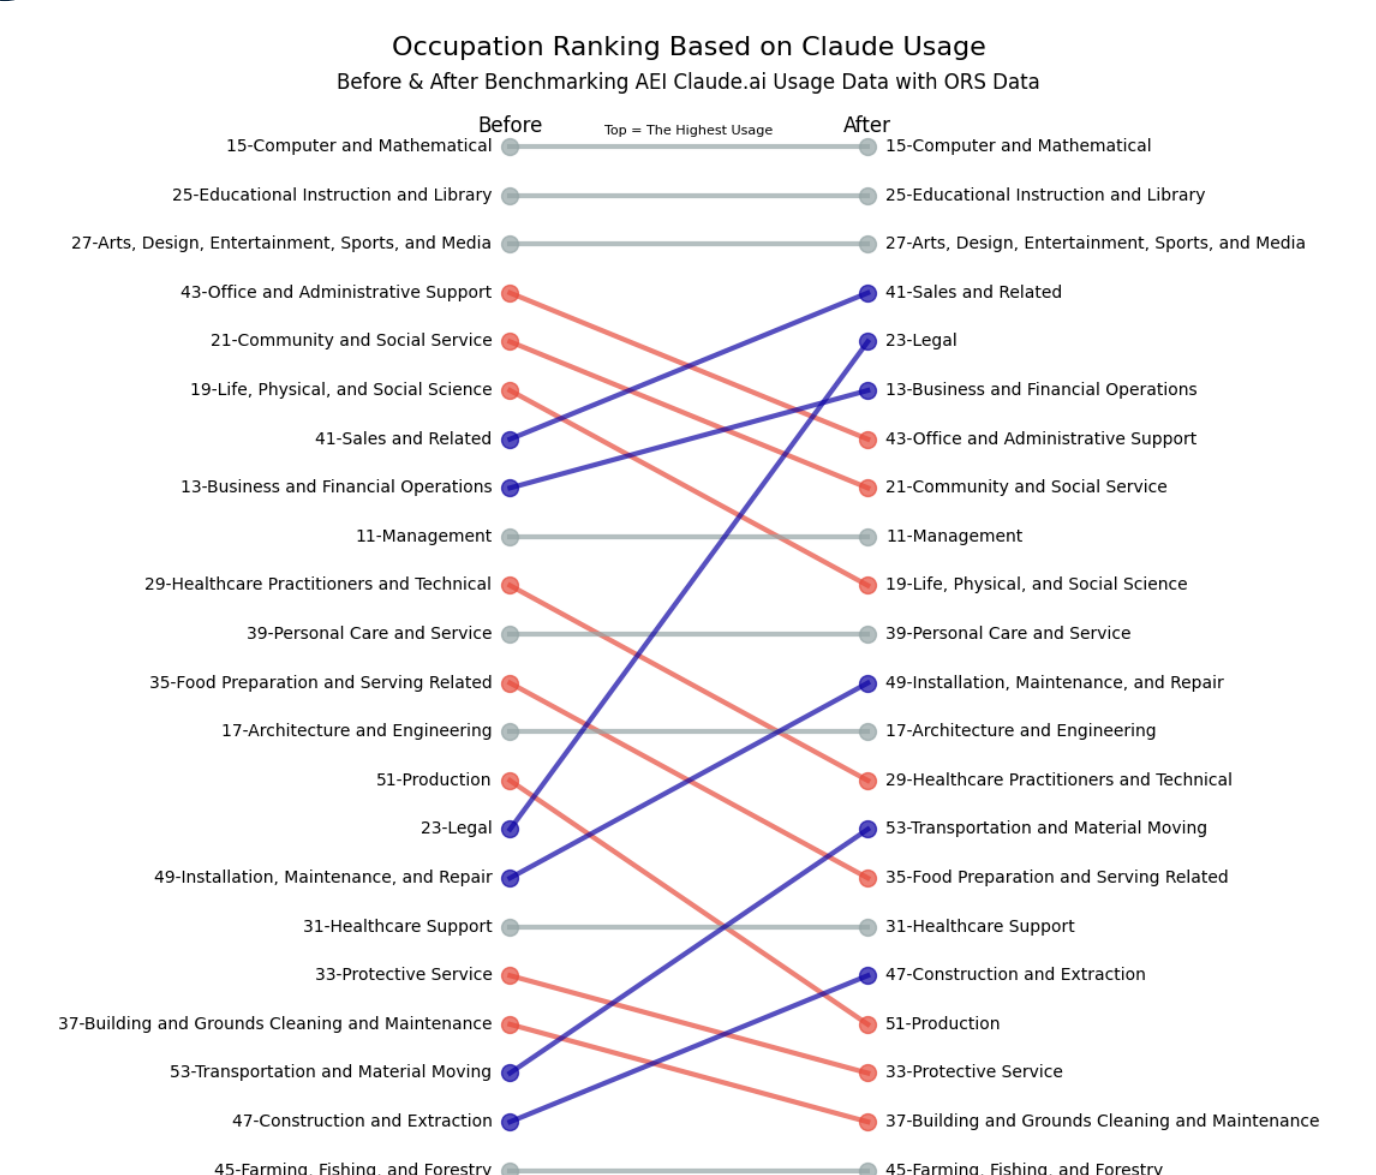 Occupation Ranking Based on Claude Usage
Before & After Benchmarking AEI Claude.ai Usage Data with ORS Data
Before Top = The Highest Usage After
15-Computer and Mathematical 15-Computer and Mathematical
25-Educational Instruction and Library 25-Educational Instruction and Library
27-Arts, Design, Entertainment, Sports, and Media 27-Arts, Design, Entertainment, Sports, and Media
43-Office and Administrative Support 41-Sales and Related
21-Community and Social Service 23-Legal
19-Life, Physical, and Social Science 13-Business and Financial Operations
41-Sales and Related 43-Office and Administrative Support
13-Business and Financial Operations 21-Community and Social Service
11-Management 11-Management
29-Healthcare Practitioners and Technical 19-Life, Physical, and Social Science
39-Personal Care and Service 39-Personal Care and Service
35-Food Preparation and Serving Related 49-Installation, Maintenance, and Repair
17-Architecture and Engineering 17-Architecture and Engineering
51-Production 29-Healthcare Practitioners and Technical
23-Legal 53-Transportation and Material Moving
49-Installation, Maintenance, and Repair 35-Food Preparation and Serving Related
31-Healthcare Support 31-Healthcare Support
33-Protective Service 47-Construction and Extraction
37-Building and Grounds Cleaning and Maintenance 51-Production
53-Transportation and Material Moving 33-Protective Service
47-Construction and Extraction 37-Building and Grounds Cleaning and Maintenance
45-Farming, Fishing, and Forestry 45-Farming, Fishing, and Forestry